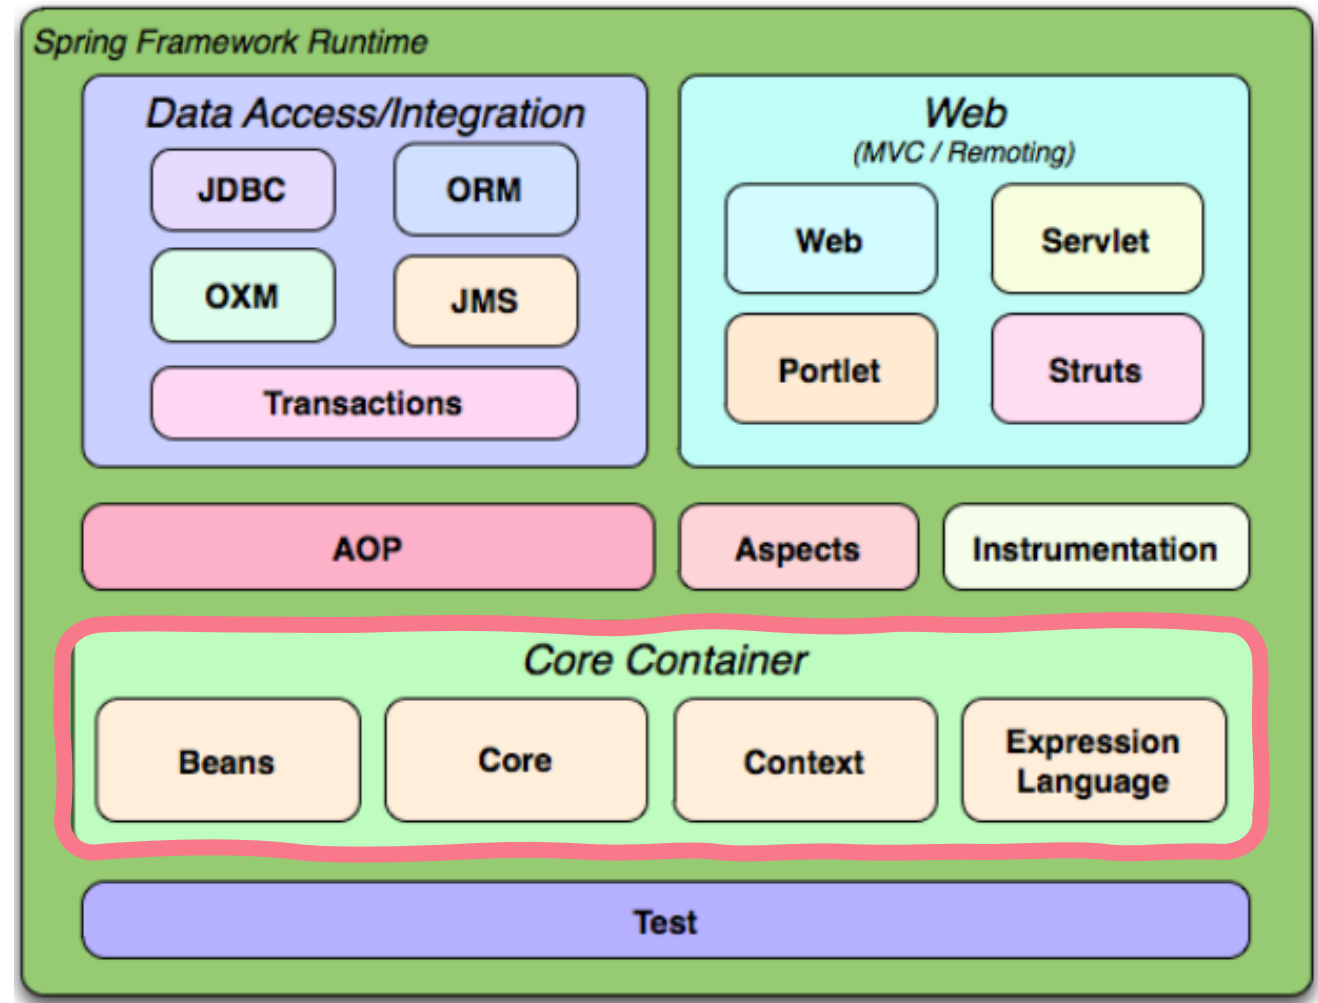 Spring Framework Runtime
Data Access/Integration
JDBC
ORM
OXM
JMS
Transactions
Web
(MVC / Remoting)
Web
Servlet
Portlet
Struts
AOP
Aspects
Instrumentation
Core Container
Beans
Core
Context
Expression
Language
Test